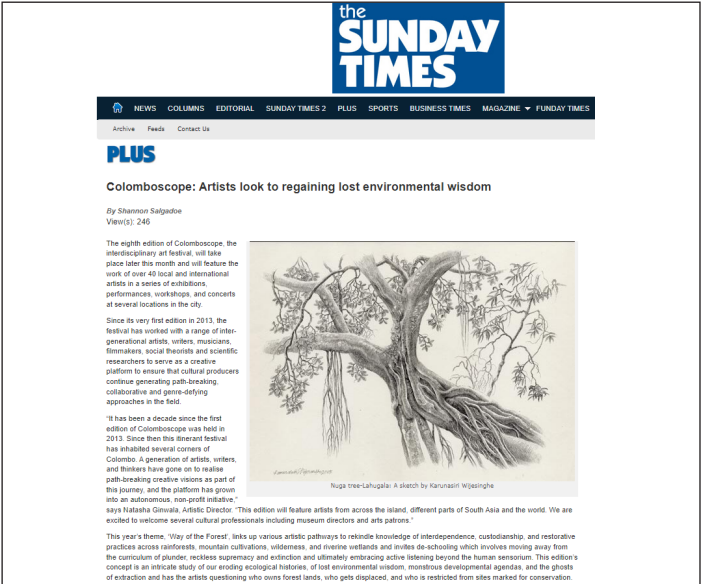 the
SUNDAY
TIMES
NEWS COLUMNS EDITORIAL SUNDAY TIMES 2 PLUS SPORTS BUSINESS TIMES MAGAZINE FUNDAY TIMES
Archive Feeds Contact Us
PLUS
Colomboscope: Artists look to regaining lost environmental wisdom
By Shannon Salgadoe
View(s): 246
The eighth edition of Colomboscope, the
interdisciplinary art festival, will take
place later this month and will feature the
work of over 40 local and international
artists in a series of exhibitions,
performances, workshops, and concerts
at several locations in the city.
Since its very first edition in 2013, the
festival has worked with a range of inter-
generational artists, writers, musicians,
filmmakers, social theorists and scientific
researchers to serve as a creative
platform to ensure that cultural producers
continue generating path-breaking,
collaborative and genre-defying
approaches in the field.
"It has been a decade since the first
edition of Colomboscope was held in
2013. Since then this itinerant festival
has inhabited several corners of
Colombo. A generation of artists, writers,
and thinkers have gone on to realise
path-breaking creative visions as part of
this journey, and the platform has grown
into an autonomous, non-profit initiative,"
Karunasiri Wijesinghe
Nuga tree-Lahugala: A sketch by Karunasiri Wijesinghe
says Natasha Ginwala, Artistic Director. "This edition will feature artists from across the island, different parts of South Asia and the world. We are
excited to welcome several cultural professionals including museum directors and arts patrons."
This year's theme, 'Way of the Forest', links up various artistic pathways to rekindle knowledge of interdependence, custodianship, and restorative
practices across rainforests, mountain cultivations, wilderness, and riverine wetlands and invites de-schooling which involves moving away from
the curriculum of plunder, reckless supremacy and extinction and ultimately embracing active listening beyond the human sensorium. This edition's
concept is an intricate study of our eroding ecological histories, of lost environmental wisdom, monstrous developmental agendas, and the ghosts
of extraction and has the artists questioning who owns forest lands, who gets displaced, and who is restricted from sites marked for conservation.